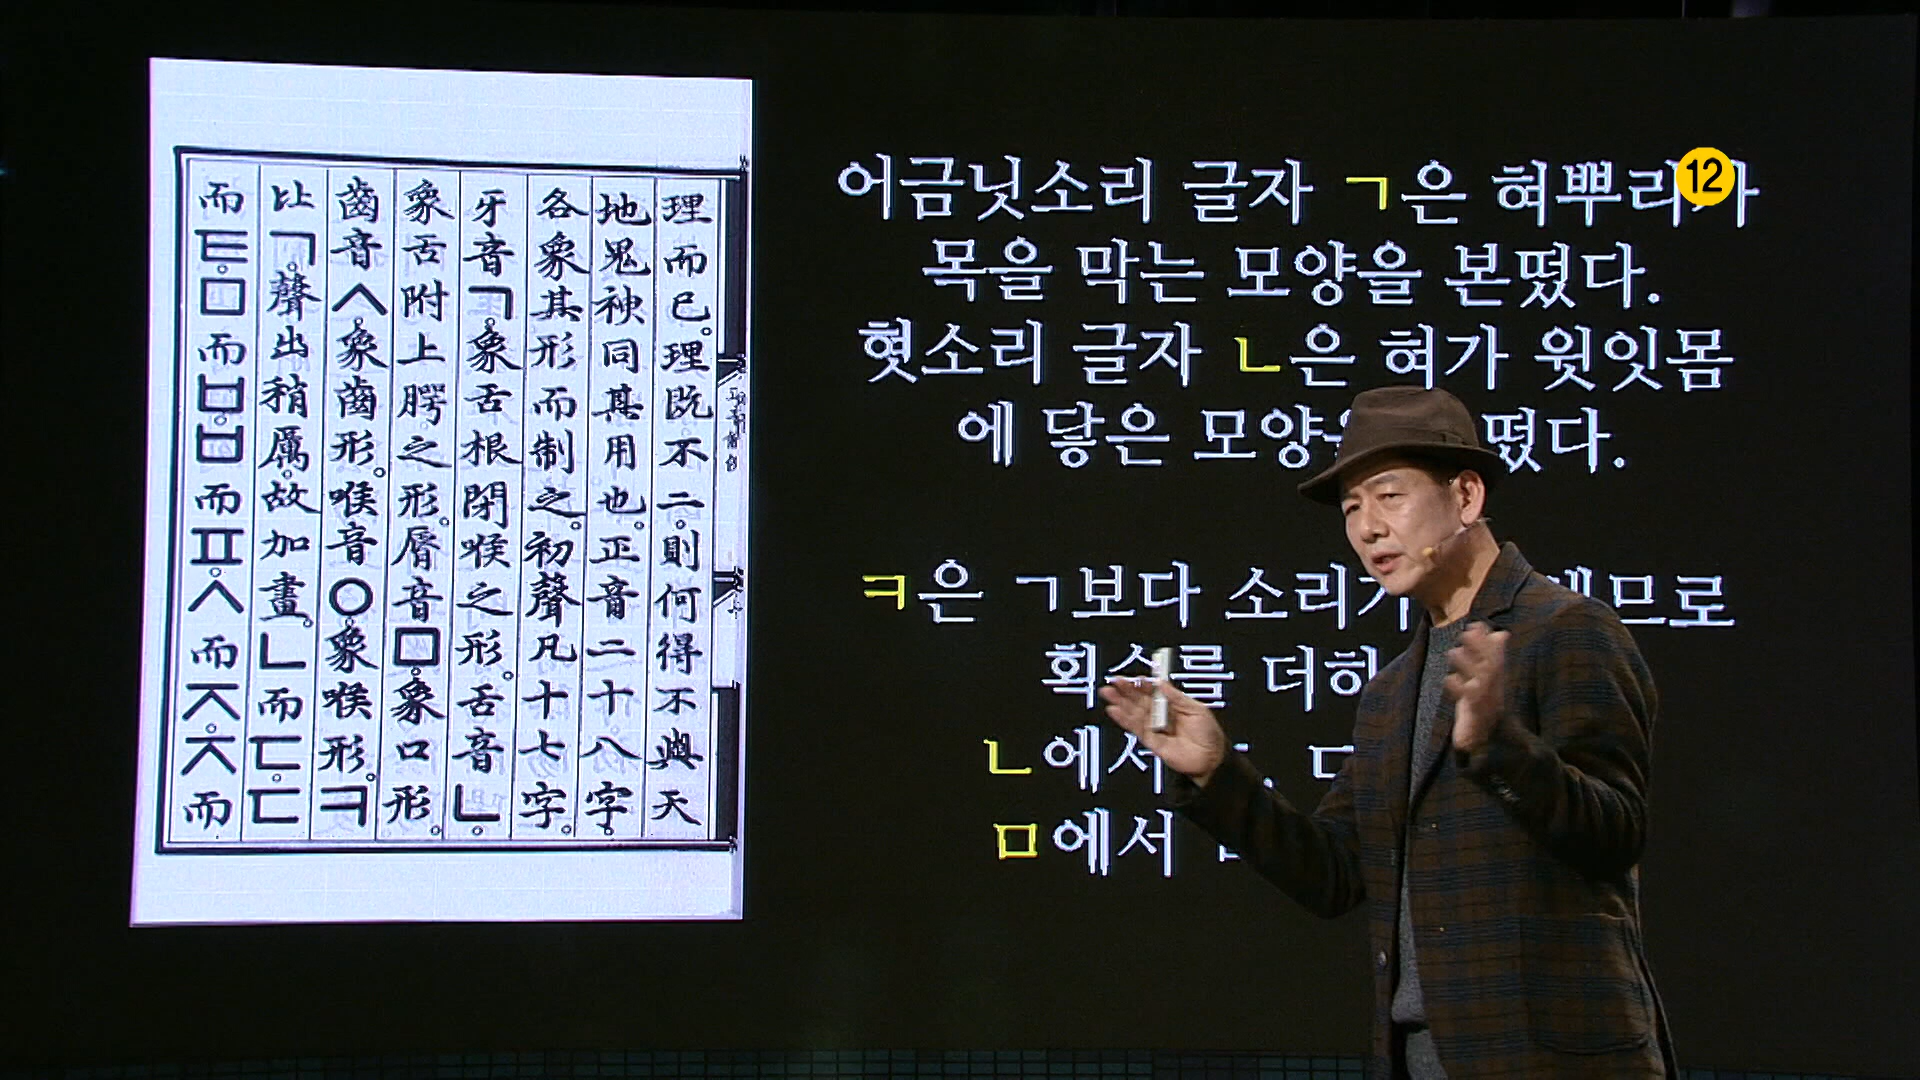 理而已。理既不二。則何得不與天
地鬼神同其用也。正音二十八字。
各象其形而制之。初聲凡十七字。
牙音ㄱ。象舌根閉喉之形。舌音ㄴ。
象舌附上腭之形。脣音ㅁ。象口形。
齒音ㅅ。象齒形。喉音ㅇ。象喉形。ㅋ
比ㄱ。聲出稍厲。故加畫。ㄴ而ㄷ。ㄷ
而ㅌ。ㅁ而ㅂ。ㅂ而ㅍ。ㅅ而ㅈ。ㅈ而
어금닛소리 글자 ㄱ은 혀뿌리가
목을 막는 모양을 본떴다.
혓소리 글자 ㄴ은 혀가 윗잇몸
에 닿은 모양을 떴다.
ㅋ은 ㄱ보다 소리가 므로
획수를 더하
ㄴ에서 ㄷ
ㅁ에서
12